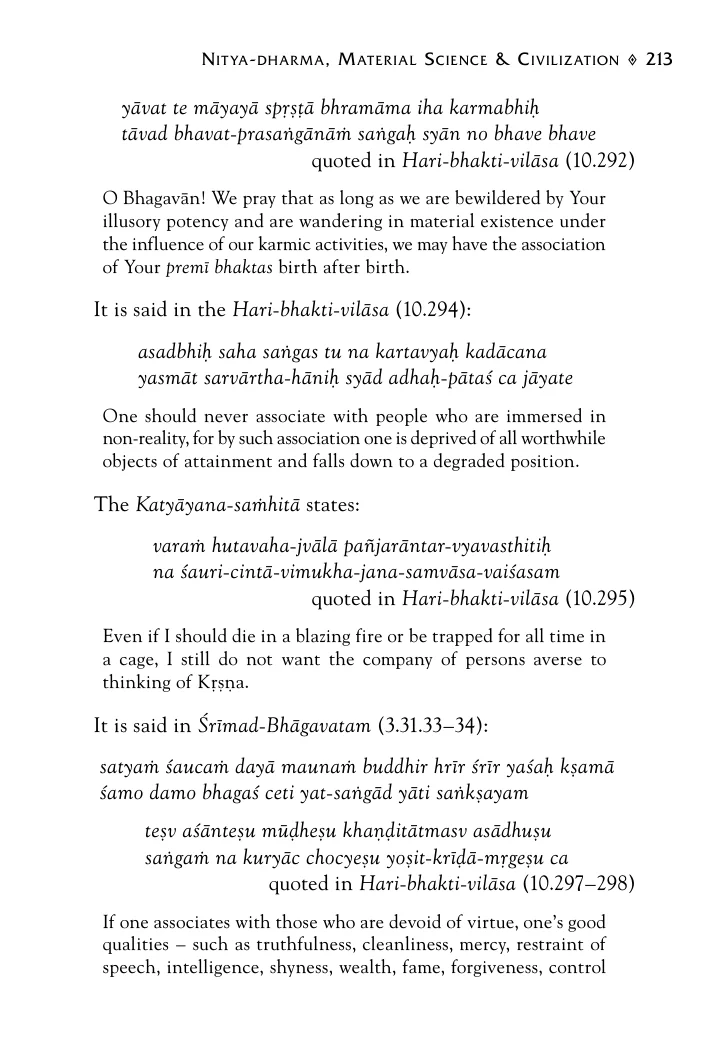 NITYA-DHARMA, MATERIAL SCIENCE & CIVILIZATION ◊ 213
yāvat te māyayā spṛṣṭā bhramāma iha karmabhiḥ
tāvad bhavat-prasaṅgānāṁ saṅgaḥ syān no bhave bhave
quoted in Hari-bhakti-vilāsa (10.292)
O Bhagavān! We pray that as long as we are bewildered by Your
illusory potency and are wandering in material existence under
the influence of our karmic activities, we may have the association
of Your premī bhaktas birth after birth.
It is said in the Hari-bhakti-vilāsa (10.294):
asadbhiḥ saha saṅgas tu na kartavyaḥ kadācana
yasmāt sarvārtha-hāniḥ syād adhaḥ-pātaś ca jāyate
One should never associate with people who are immersed in
non-reality, for by such association one is deprived of all worthwhile
objects of attainment and falls down to a degraded position.
The Katyāyana-saṁhitā states:
varaṁ hutavaha-jvālā pañjarāntar-vyavasthitiḥ
na śauri-cintā-vimukha-jana-samvāsa-vaiśasam
quoted in Hari-bhakti-vilāsa (10.295)
Even if I should die in a blazing fire or be trapped for all time in
a cage, I still do not want the company of persons averse to
thinking of Kṛṣṇa.
It is said in Śrīmad-Bhāgavatam (3.31.33–34):
satyaṁ śaucaṁ dayā maunaṁ buddhir hrīr śrīr yaśaḥ kṣamā
śamo damo bhagaś ceti yat-saṅgād yāti saṅkṣayam
teṣv aśānteṣu mūḍheṣu khaṇḍitātmasv asādhuṣu
saṅgaṁ na kuryāc chocyeṣu yoṣit-krīḍā-mṛgeṣu ca
quoted in Hari-bhakti-vilāsa (10.297–298)
If one associates with those who are devoid of virtue, one’s good
qualities – such as truthfulness, cleanliness, mercy, restraint of
speech, intelligence, shyness, wealth, fame, forgiveness, control